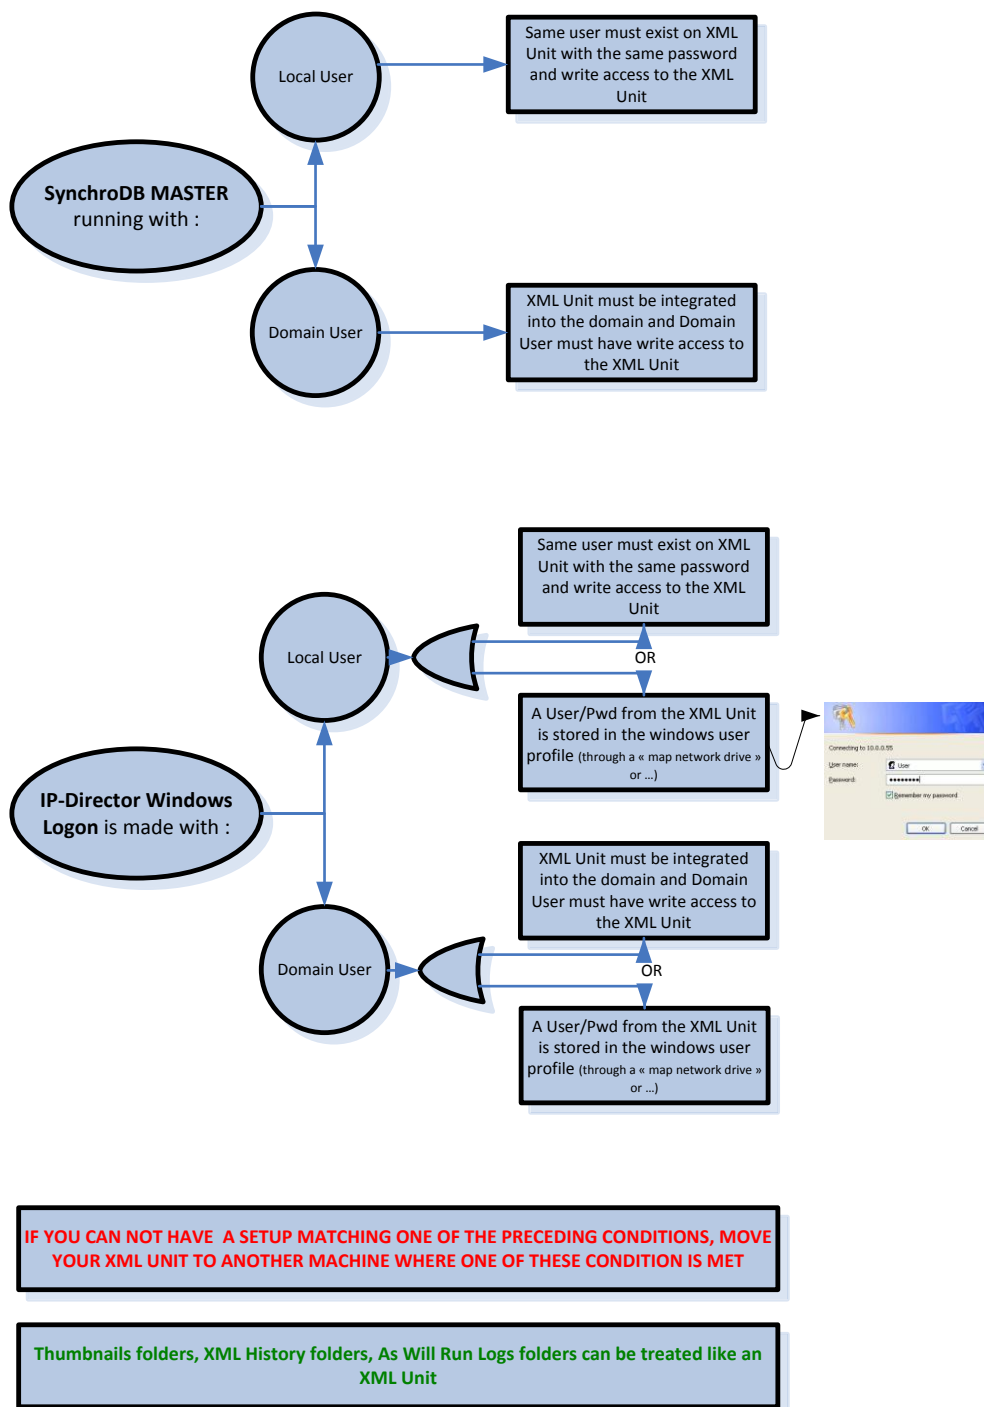 Local User
Same user must exist on XML
Unit with the same password
and write access to the XML
Unit
SynchroDB MASTER
running with :
Domain User
XML Unit must be integrated
into the domain and Domain
User must have write access to
the XML Unit
Same user must exist on XML
Unit with the same password
and write access to the XML
Unit
Local User
OR
A User/Pwd from the XML Unit
is stored in the windows user
profile (through a « map network drive »
or ...)
Connecting to 10.0.0.55
User name:
User
Password:
Remember my password
OK
Cancel
IP-Director Windows
Logon is made with :
XML Unit must be integrated
into the domain and Domain
User must have write access to
the XML Unit
Domain User
OR
A User/Pwd from the XML Unit
is stored in the windows user
profile (through a « map network drive »
or ...)
IF YOU CAN NOT HAVE  A SETUP MATCHING ONE OF THE PRECEDING CONDITIONS, MOVE
YOUR XML UNIT TO ANOTHER MACHINE WHERE ONE OF THESE CONDITION IS MET
Thumbnails folders, XML History folders, As Will Run Logs folders can be treated like an
XML Unit